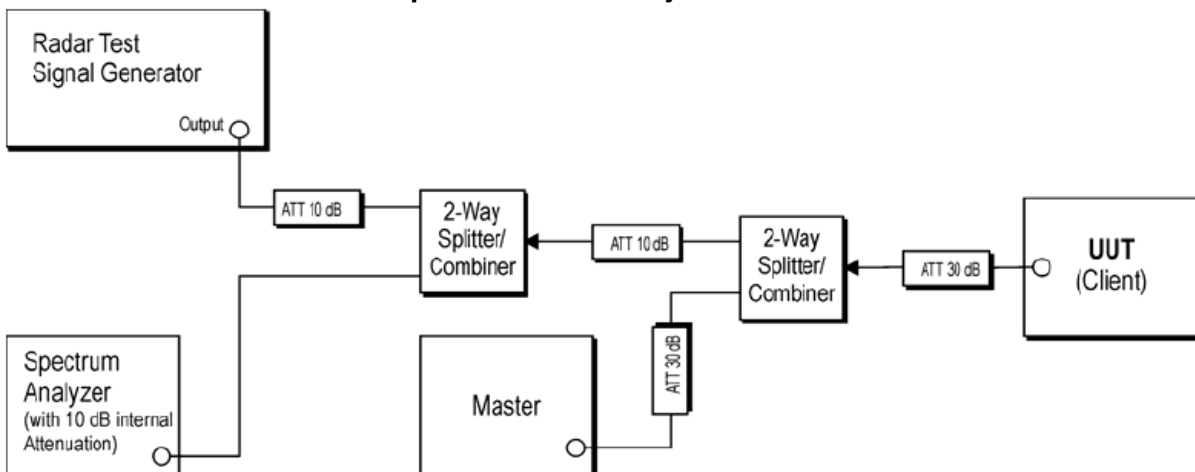 Radar Test
Signal Generator
Output
ATT 10 dB
2-Way
Splitter/
Combiner
ATT 10 dB
2-Way
Splitter/
Combiner
ATT 30 dB
UUT
(Client)
Spectrum
Analyzer
(with 10 dB internal
Attenuation)
Master
ATT 30 dB